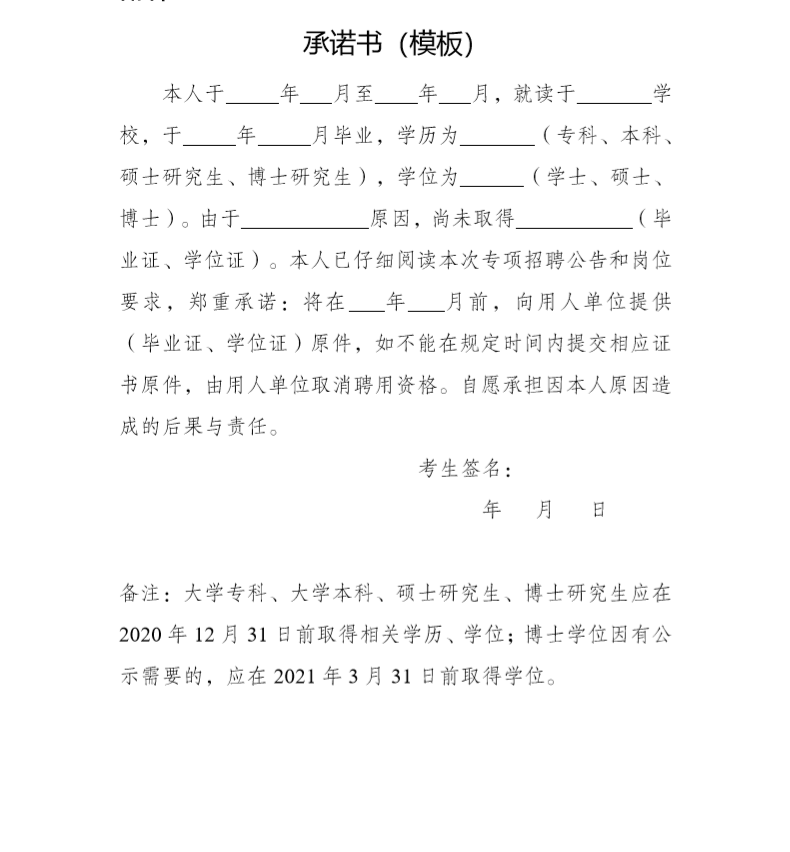 承诺书（模板）
本人于_____年___月至____年___月，就读于_______学
校，于_____年_____月毕业，学历为_______（专科、本科、
硕士研究生、博士研究生），学位为______（学士、硕士、
博士）。由于____________原因，尚未取得___________（毕
业证、学位证）。本人已仔细阅读本次专项招聘公告和岗位
要求，郑重承诺：将在___年___月前，向用人单位提供
（毕业证、学位证）原件，如不能在规定时间内提交相应证
书原件，由用人单位取消聘用资格。自愿承担因本人原因造
成的后果与责任。
考生签名：
年 月 日
备注：大学专科、大学本科、硕士研究生、博士研究生应在
2020 年 12 月 31 日前取得相关学历、学位；博士学位因有公
示需要的，应在 2021 年 3 月 31 日前取得学位。